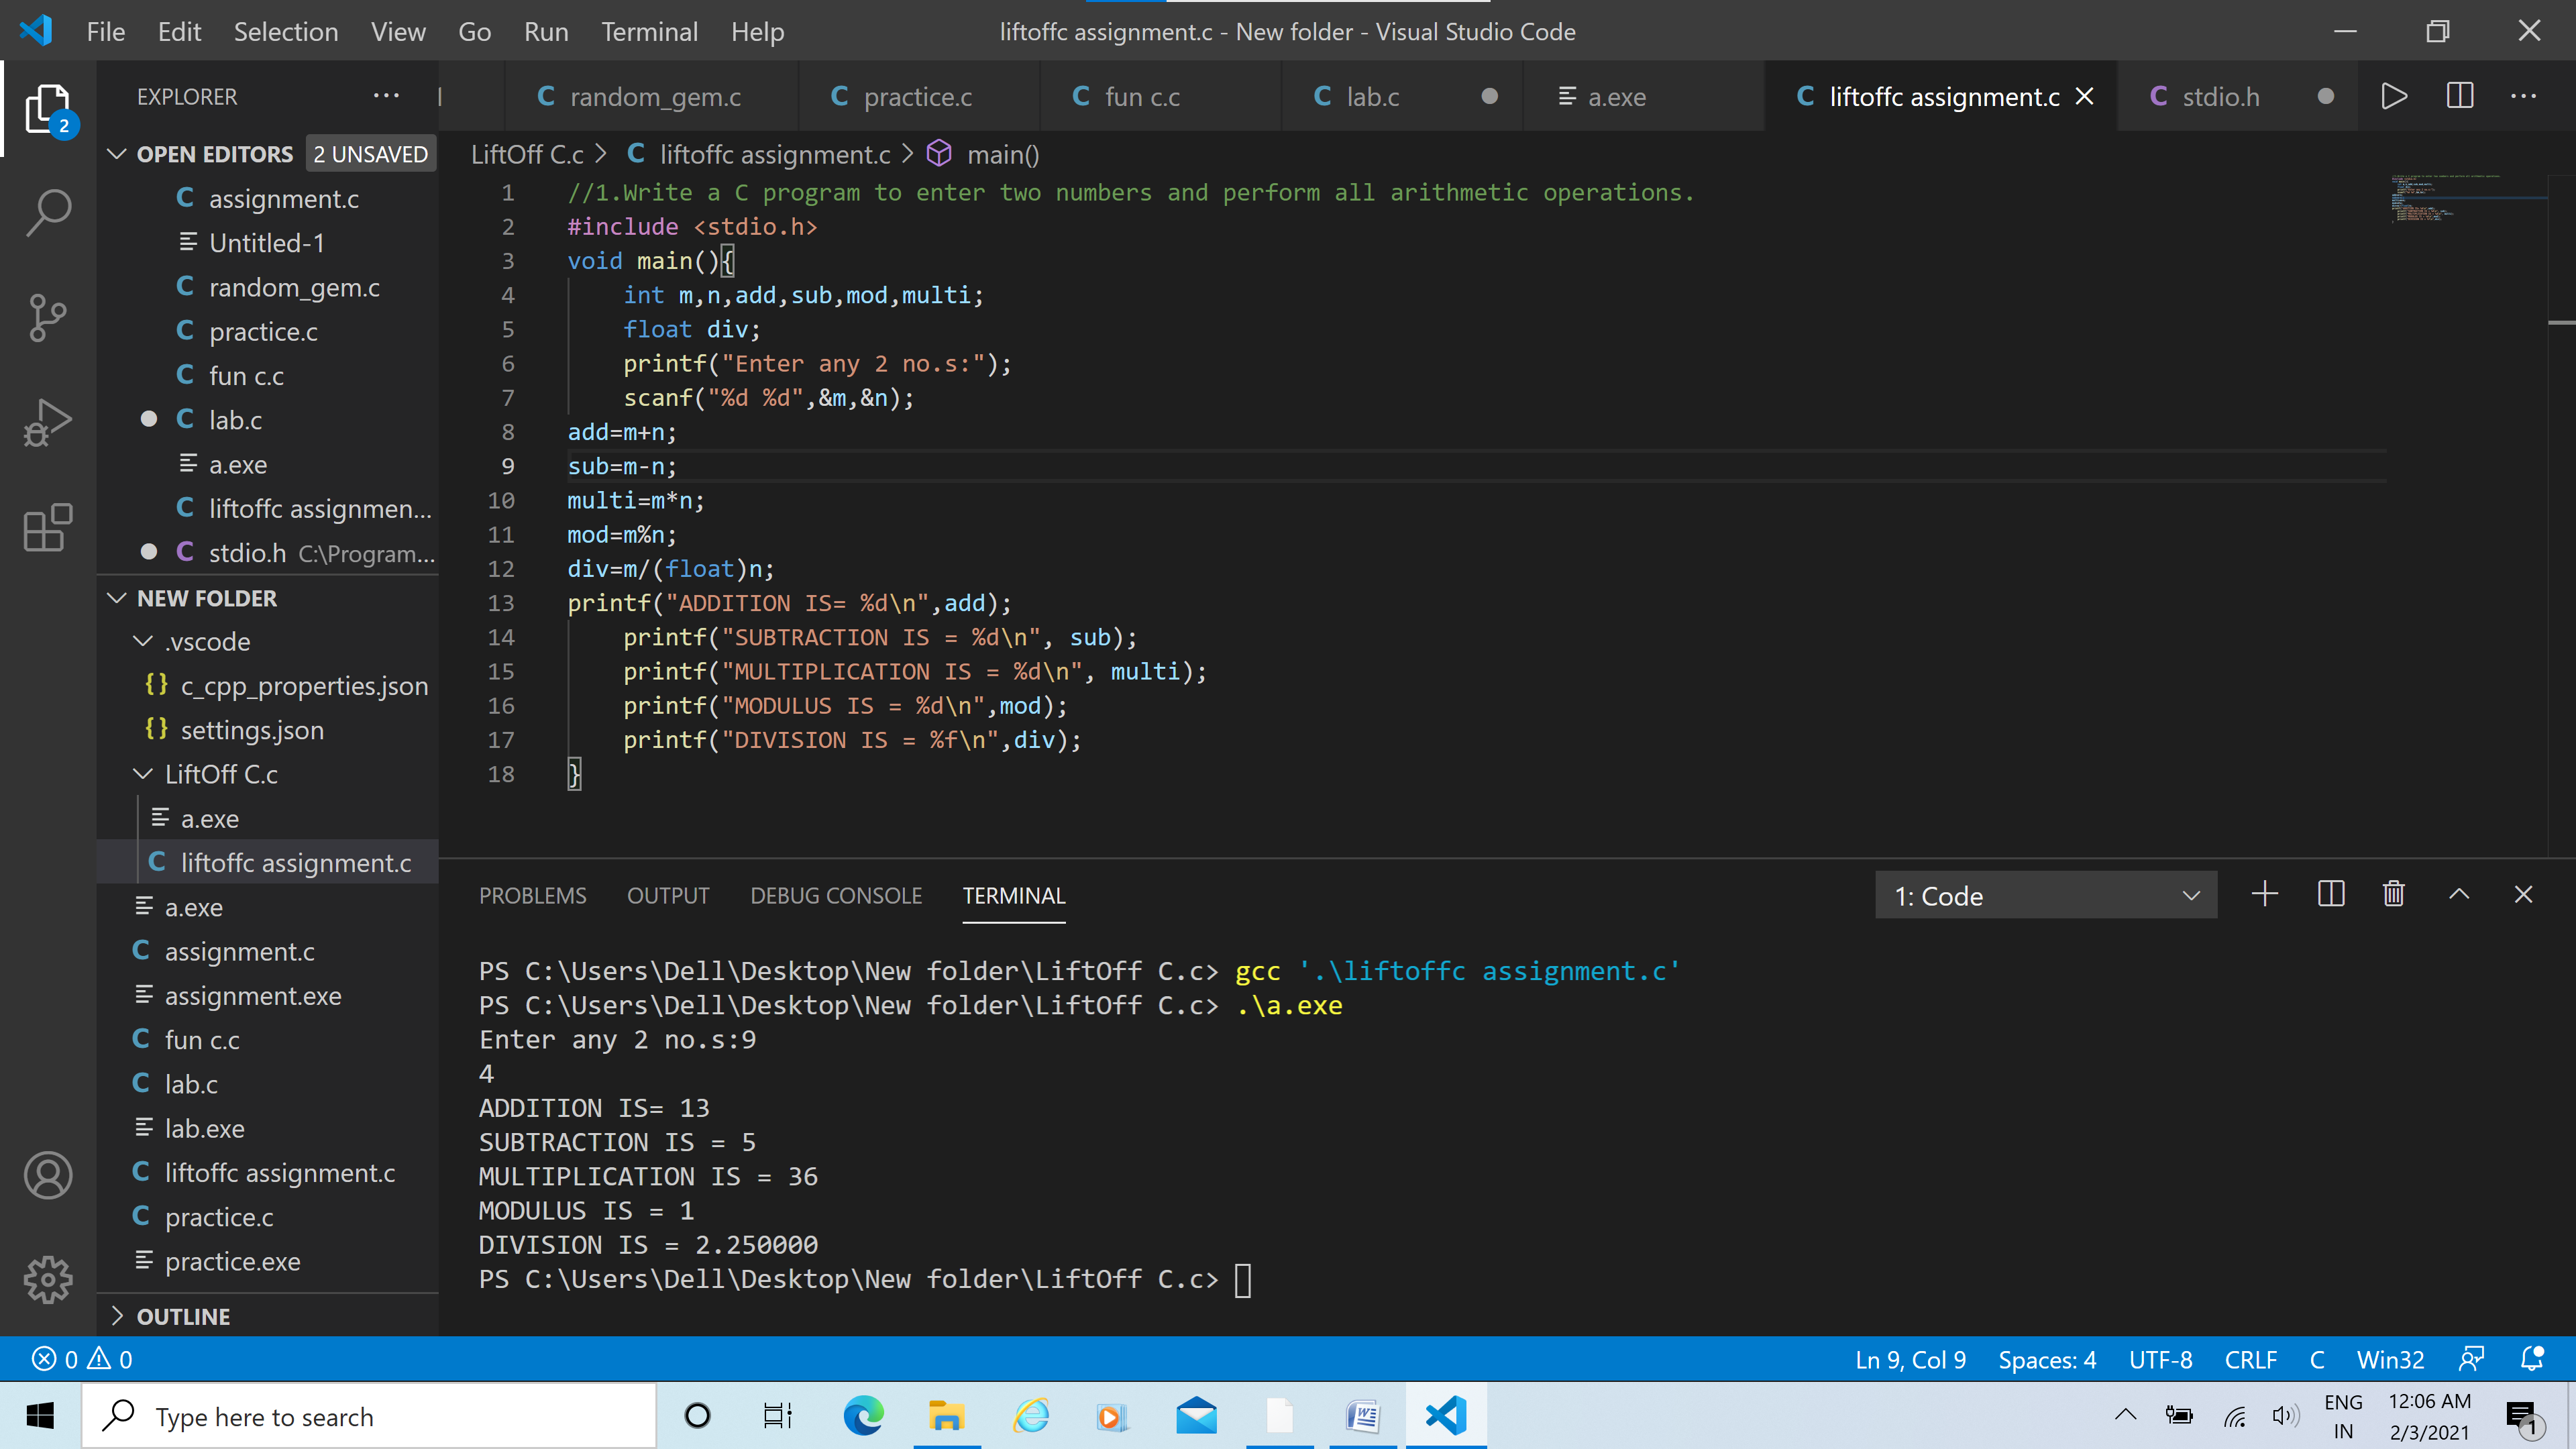 File Edit Selection View Go Run Terminal Help
liftoffc assignment.c - New folder - Visual Studio Code
EXPLORER
random_gem.c
practice.c
fun c.c
lab.c
a.exe
liftoffc assignment.c
stdio.h
2
OPEN EDITORS 2 UNSAVED
assignment.c
Untitled-1
random_gem.c
practice.c
fun c.c
lab.c
a.exe
liftoffc assignmen...
stdio.h C:\Program...
NEW FOLDER
.vscode
{} c_cpp_properties.json
{} settings.json
LiftOff C.c
a.exe
liftoffc assignment.c
a.exe
assignment.c
assignment.exe
fun c.c
lab.c
lab.exe
liftoffc assignment.c
practice.c
practice.exe
OUTLINE
LiftOff C.c > C liftoffc assignment.c > main()
1 //1.Write a C program to enter two numbers and perform all arithmetic operations.
2 #include <stdio.h>
3 void main(){
4 int m,n,add,sub,mod,multi;
5 float div;
6 printf("Enter any 2 no.s:");
7 scanf("%d %d",&m,&n);
8 add=m+n;
9 sub=m-n;
10 multi=m*n;
11 mod=m%n;
12 div=m/(float)n;
13 printf("ADDITION IS= %d\n",add);
14 printf("SUBTRACTION IS = %d\n", sub);
15 printf("MULTIPLICATION IS = %d\n", multi);
16 printf("MODULUS IS = %d\n",mod);
17 printf("DIVISION IS = %f\n",div);
18 }
PROBLEMS OUTPUT DEBUG CONSOLE TERMINAL
1: Code
PS C:\Users\Dell\Desktop\New folder\LiftOff C.c> gcc '.\liftoffc assignment.c'
PS C:\Users\Dell\Desktop\New folder\LiftOff C.c> .\a.exe
Enter any 2 no.s:9
4
ADDITION IS= 13
SUBTRACTION IS = 5
MULTIPLICATION IS = 36
MODULUS IS = 1
DIVISION IS = 2.250000
PS C:\Users\Dell\Desktop\New folder\LiftOff C.c>
0 0
Ln 9, Col 9 Spaces: 4 UTF-8 CRLF C Win32
Type here to search
ENG
IN
12:06 AM
2/3/2021
1